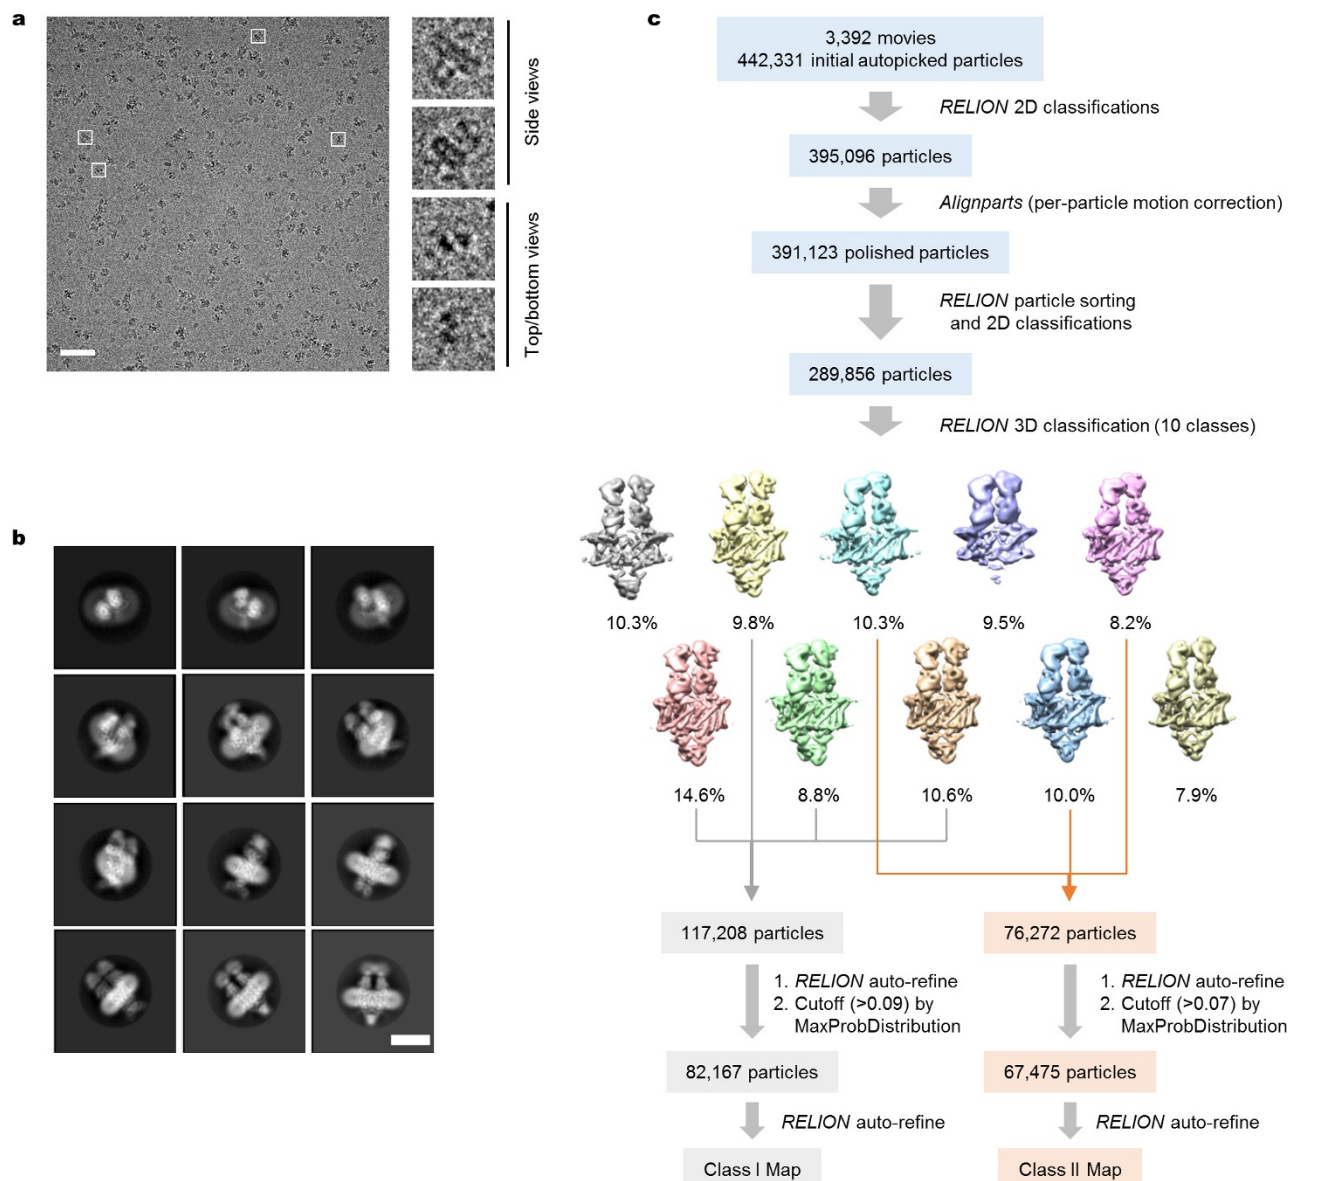 a
Side views
Top/bottom views
b
c
3,392 movies
442,331 initial autopicked particles
RELION 2D classifications
395,096 particles
Alignparts (per-particle motion correction)
391,123 polished particles
RELION particle sorting
and 2D classifications
289,856 particles
RELION 3D classification (10 classes)
10.3%
9.8%
10.3%
9.5%
8.2%
14.6%
8.8%
10.6%
10.0%
7.9%
117,208 particles
76,272 particles
1. RELION auto-refine
2. Cutoff (>0.09) by
MaxProbDistribution
1. RELION auto-refine
2. Cutoff (>0.07) by
MaxProbDistribution
82,167 particles
67,475 particles
RELION auto-refine
RELION auto-refine
Class I Map
Class II Map